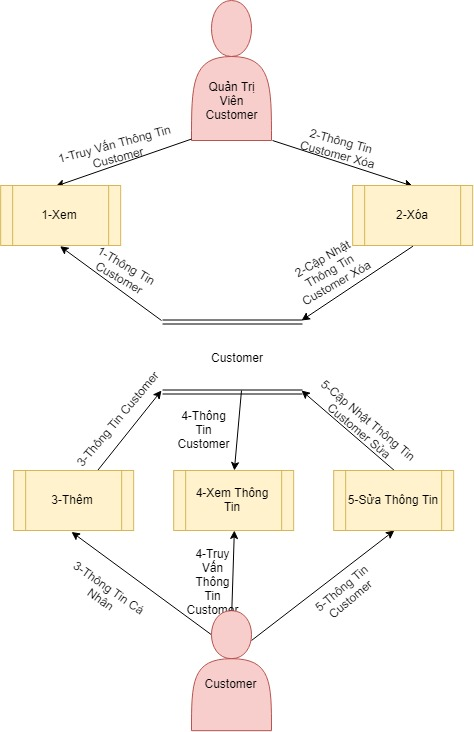 Quản Trị
Viên
Customer
1-Truy Vấn Thông Tin
Customer
2-Thông Tin
Customer Xóa
1-Xem
2-Xóa
1-Thông Tin
Customer
2-Cập Nhật
Thông Tin
Customer Xóa
Customer
3-Thông Tin Customer
4-Thông
Tin
Customer
5-Cập Nhật Thông Tin
Customer Sửa
3-Thêm
4-Xem Thông
Tin
5-Sửa Thông Tin
3-Thông Tin Cá
Nhân
4-Truy
Vấn
Thông
Tin
Customer
5-Thông Tin
Customer
Customer